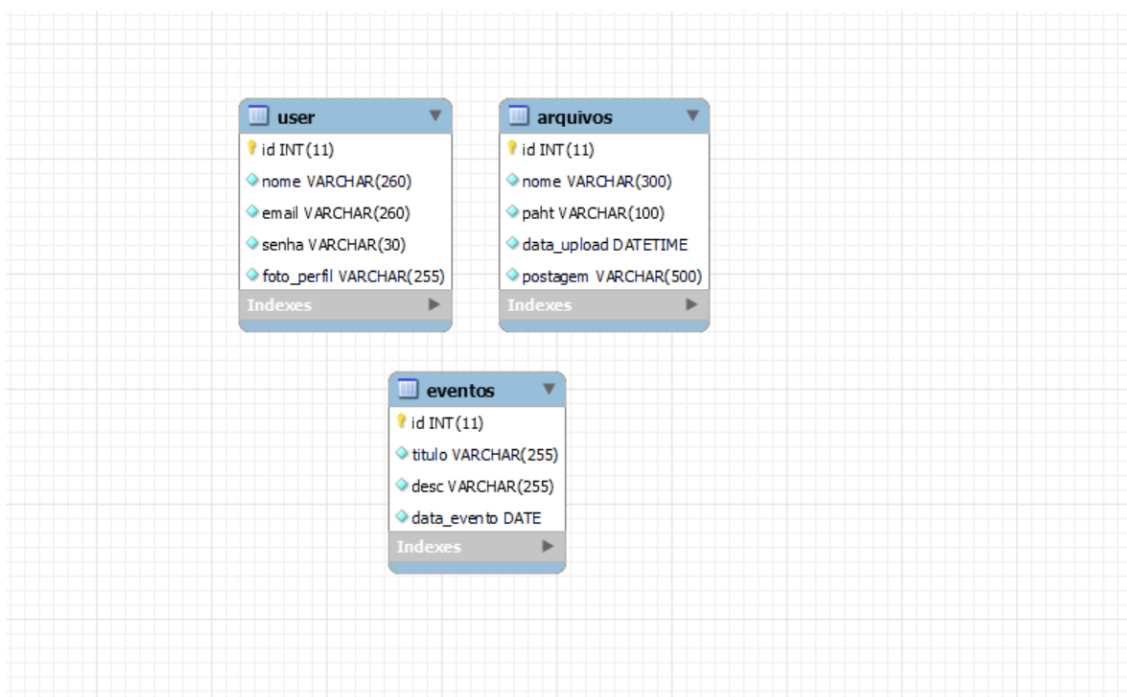 user
id INT(11)
nome VARCHAR(260)
email VARCHAR(260)
senha VARCHAR(30)
foto_perfil VARCHAR(255)
Indexes
arquivos
id INT(11)
nome VARCHAR(300)
paht VARCHAR(100)
data_upload DATETIME
postagem VARCHAR(500)
Indexes
eventos
id INT(11)
titulo VARCHAR(255)
desc VARCHAR(255)
data_evento DATE
Indexes